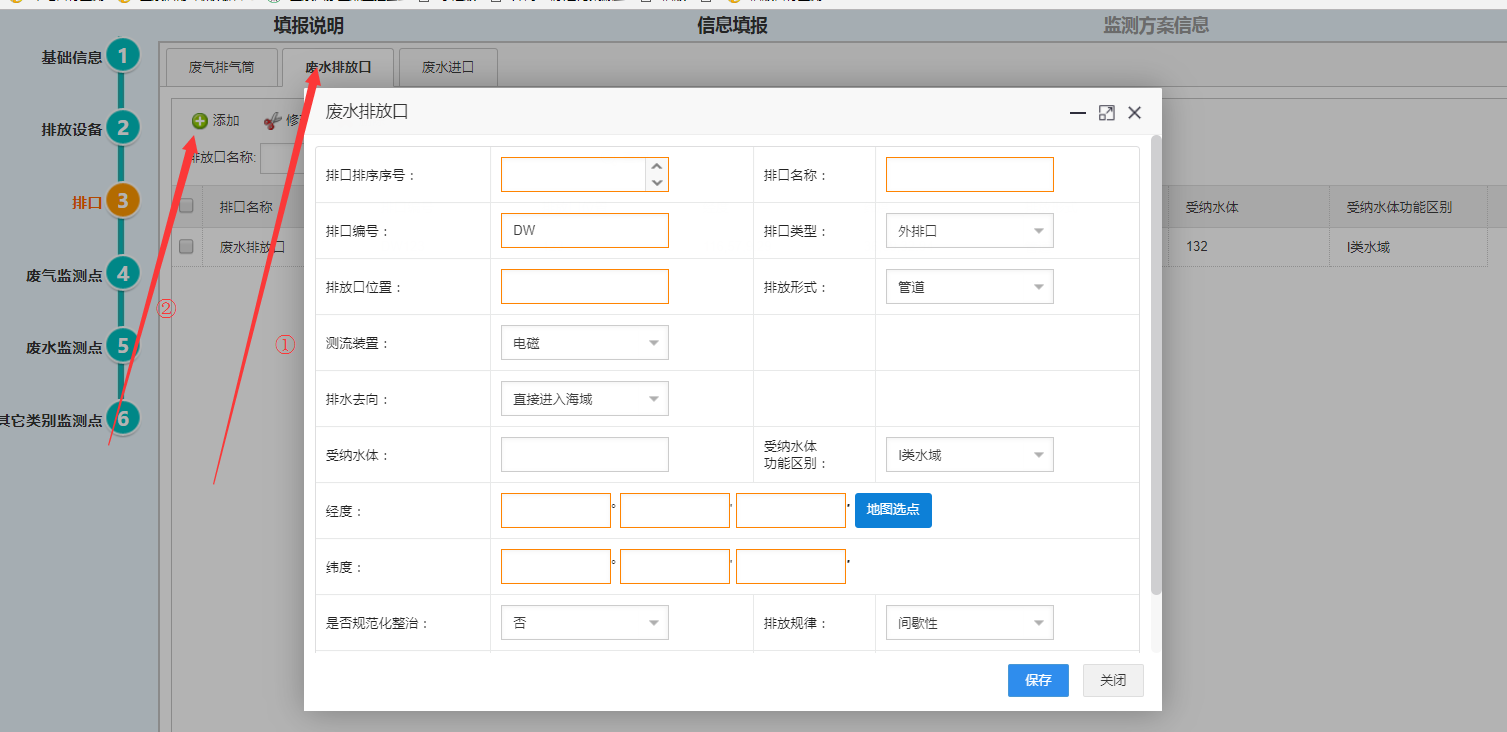 填报说明 信息填报 监测方案信息
基础信息 1
排放设备 2
排口 3
废气监测点 4
废水监测点 5
其它类别监测点 6
废气排气筒 废水排放口 废水进口
添加
排放口名称:
排口名称 受纳水体 受纳水体功能区别
废水排放口 132 I类水域
② ①
废水排放口
排口排序序号： 排口名称：
排口编号： DW 排口类型： 外排口
排放口位置： 排放形式： 管道
测流装置： 电磁
排水去向： 直接进入海域
受纳水体： 受纳水体
功能区别： I类水域
经度： ° ' ' 地图选点
纬度： ° ' '
是否规范化整治： 否 排放规律： 间歇性
保存 关闭